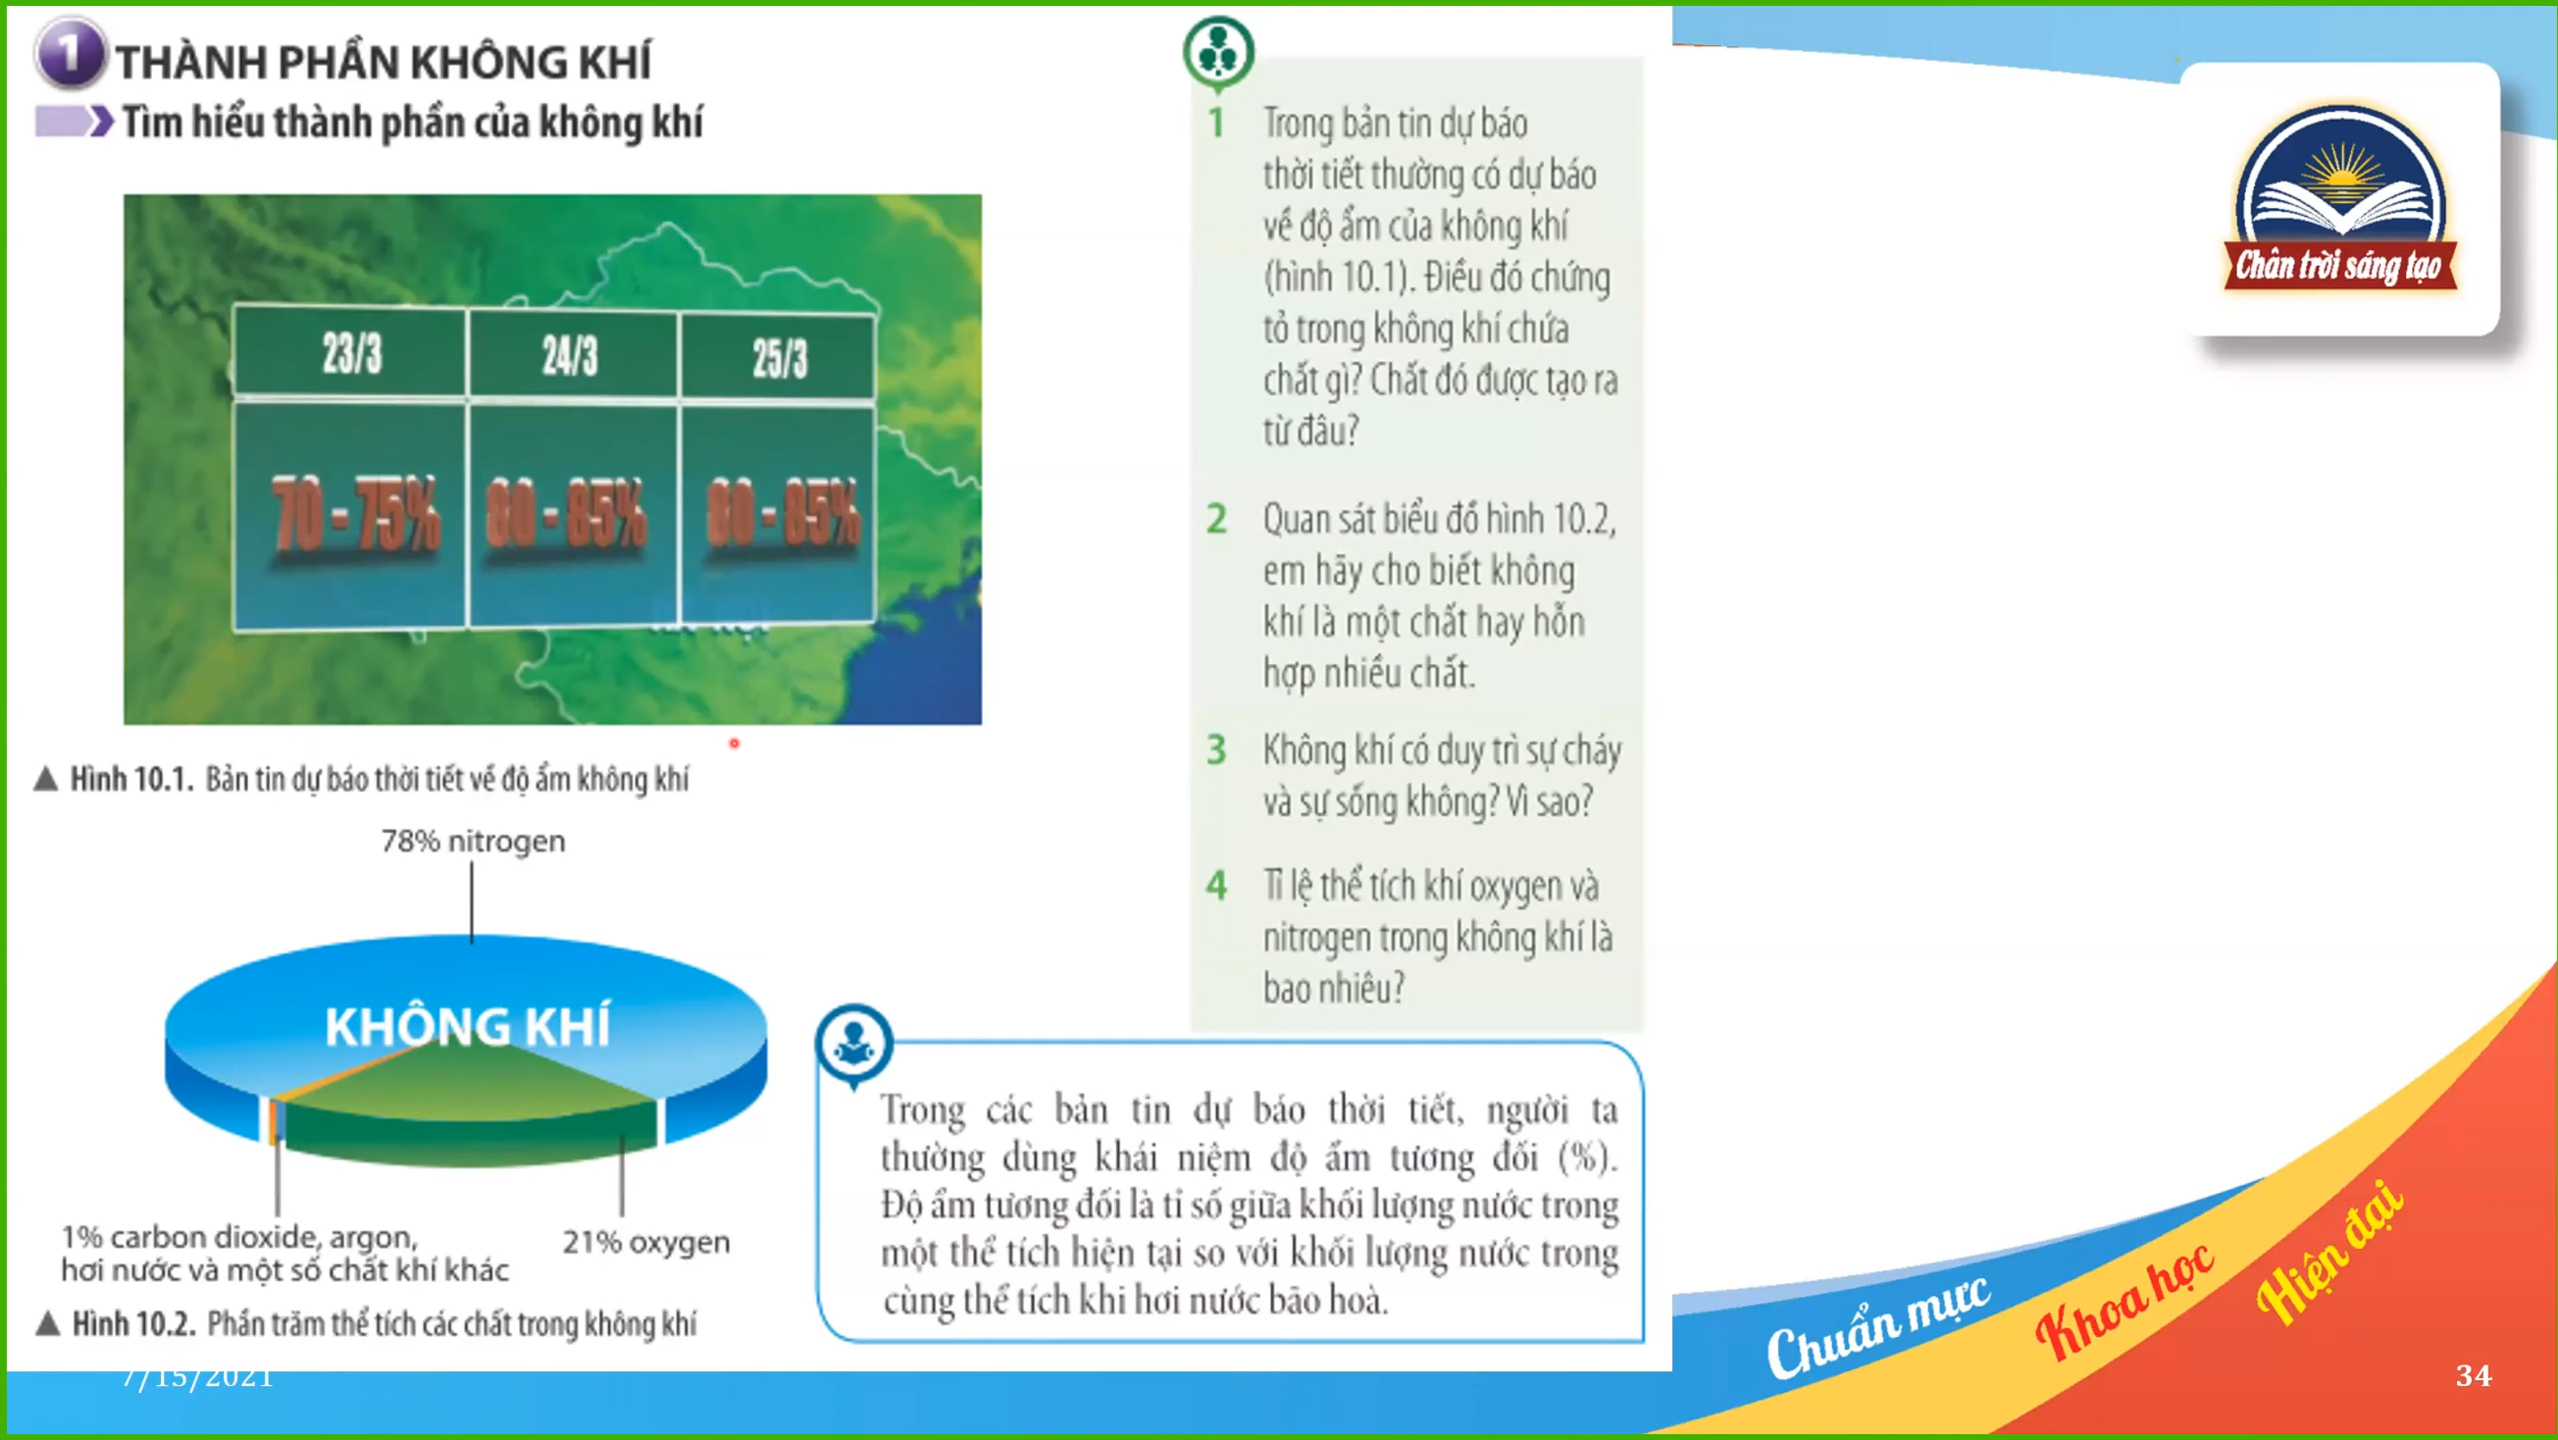 1 THÀNH PHẦN KHÔNG KHÍ
Tìm hiểu thành phần của không khí
23/3 24/3 25/3
70 - 75% 80 - 85% 80 - 85%
Hình 10.1. Bản tin dự báo thời tiết về độ ẩm không khí
78% nitrogen
KHÔNG KHÍ
1% carbon dioxide, argon,
hơi nước và một số chất khí khác
21% oxygen
Hình 10.2. Phần trăm thể tích các chất trong không khí
1 Trong bản tin dự báo
thời tiết thường có dự báo
về độ ẩm của không khí
(hình 10.1). Điều đó chứng
tỏ trong không khí chứa
chất gì? Chất đó được tạo ra
từ đâu?
2 Quan sát biểu đồ hình 10.2,
em hãy cho biết không
khí là một chất hay hỗn
hợp nhiều chất.
3 Không khí có duy trì sự cháy
và sự sống không? Vì sao?
4 Tỉ lệ thể tích khí oxygen và
nitrogen trong không khí là
bao nhiêu?
Trong các bản tin dự báo thời tiết, người ta
thường dùng khái niệm độ ẩm tương đối (%).
Độ ẩm tương đối là tỉ số giữa khối lượng nước trong
một thể tích hiện tại so với khối lượng nước trong
cùng thể tích khi hơi nước bão hoà.
Chân trời sáng tạo
Chuẩn mực
Khoa học
Hiện đại
7/15/2021
34